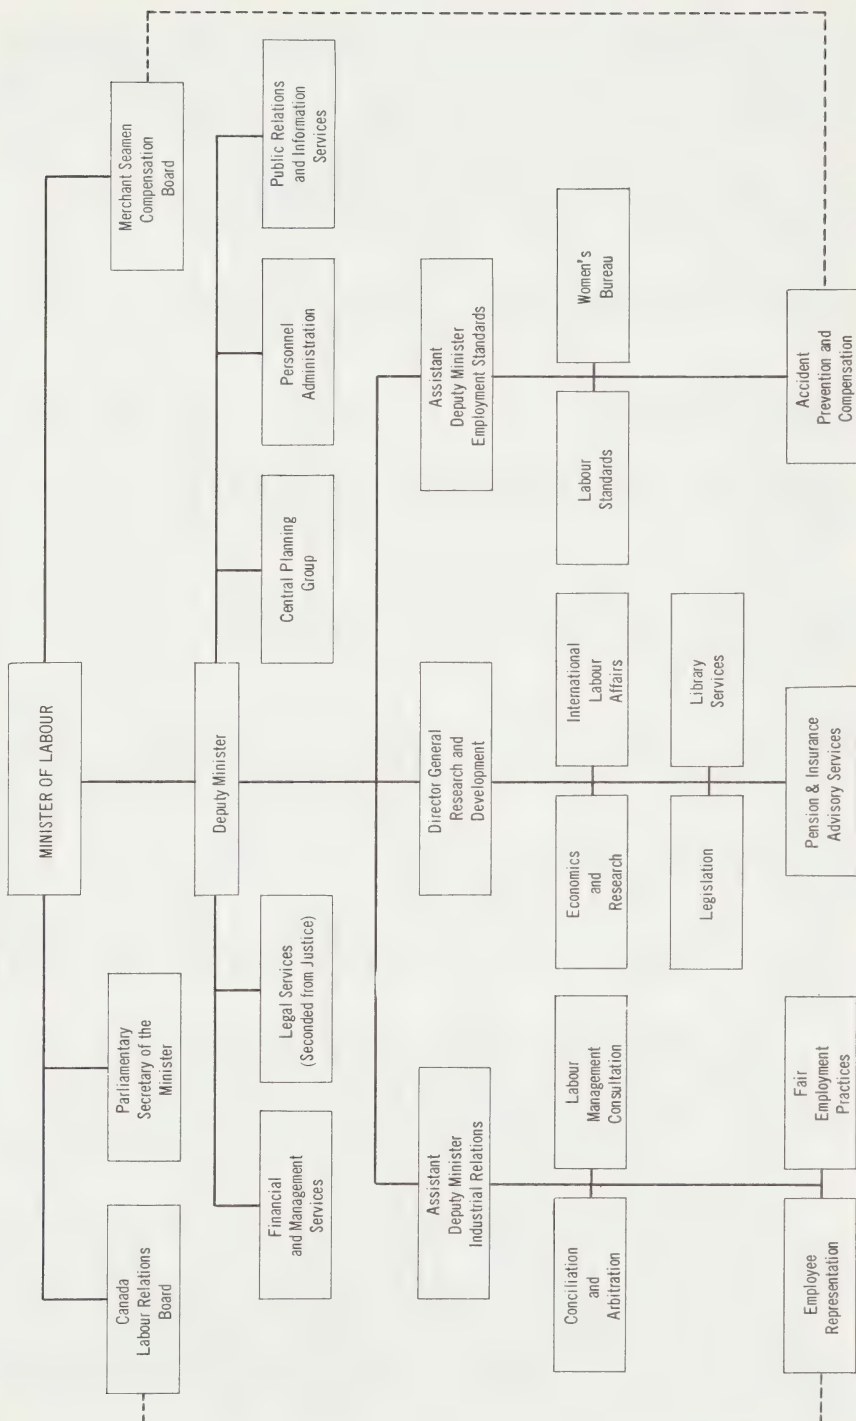 MINISTER OF LABOUR
Canada
Labour Relations
Board
Parliamentary
Secretary of the
Minister
Merchant Seamen
Compensation
Board
Deputy Minister
Financial
and Management
Services
Legal Services
(Seconded from Justice)
Central Planning
Group
Personnel
Administration
Public Relations
and Information
Services
Assistant
Deputy Minister
Industrial Relations
Director General
Research and
Development
Assistant
Deputy Minister
Employment Standards
Conciliation
and
Arbitration
Labour
Management
Consultation
Economics
and
Research
International
Labour
Affairs
Labour
Standards
Women's
Bureau
Legislation
Library
Services
Employee
Representation
Fair
Employment
Practices
Pension & Insurance
Advisory Services
Accident
Prevention and
Compensation